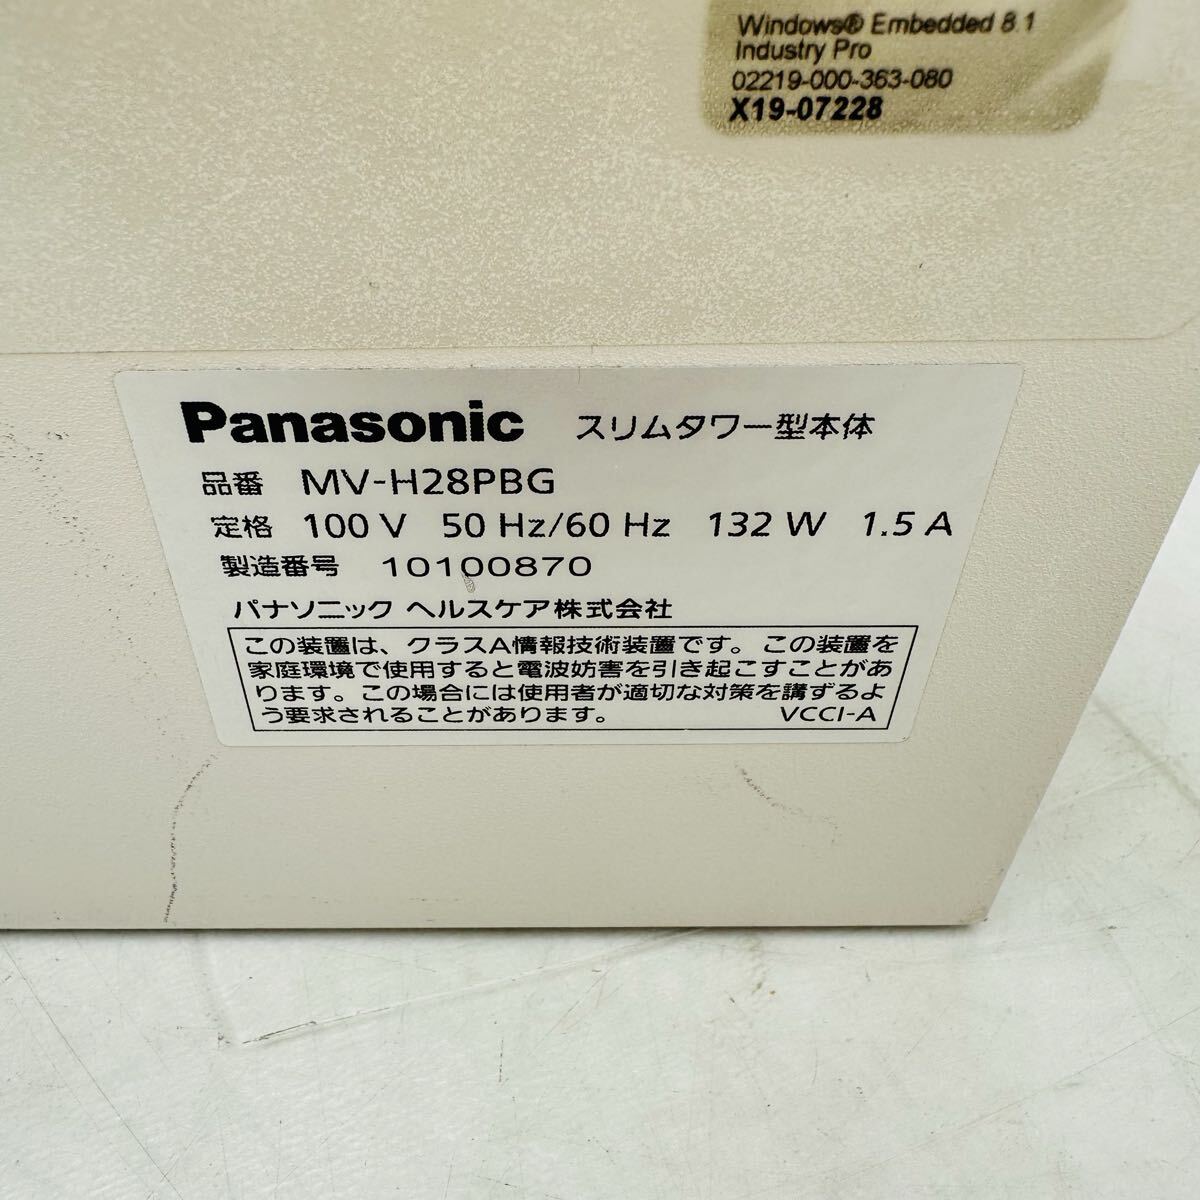 Windows® Embedded 8.1
Industry Pro
02219-000-363-080
X19-07228
Panasonic スリムタワー型本体
品番 MV-H28PBG
定格 100 V 50 Hz/60 Hz 132 W 1.5 A
製造番号 10100870
パナソニック ヘルスケア株式会社
この装置は、クラスA情報技術装置です。この装置を
家庭環境で使用すると電波妨害を引き起こすことがあ
ります。この場合には使用者が適切な対策を講ずるよ
う要求されることがあります。 VCCI-A